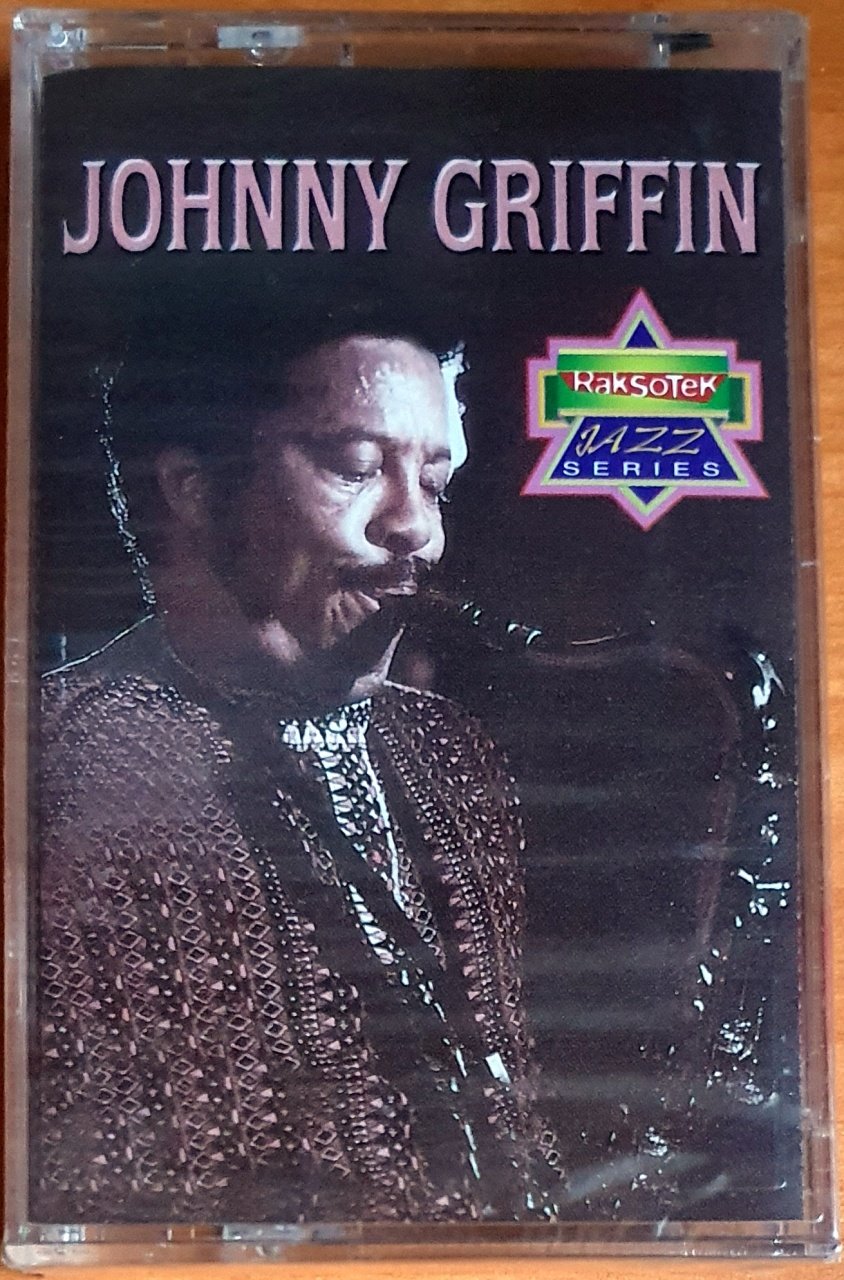 JOHNNY GRIFFIN
RakSoTeK
JAZZ
SERIES